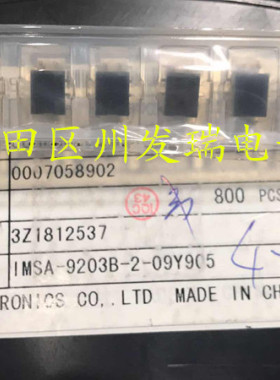 田区州发瑞电
0007058902
800 PCS
3Z1812537
IMSA-9203B-2-09Y905
RONICS CO.,LTD MADE IN CH